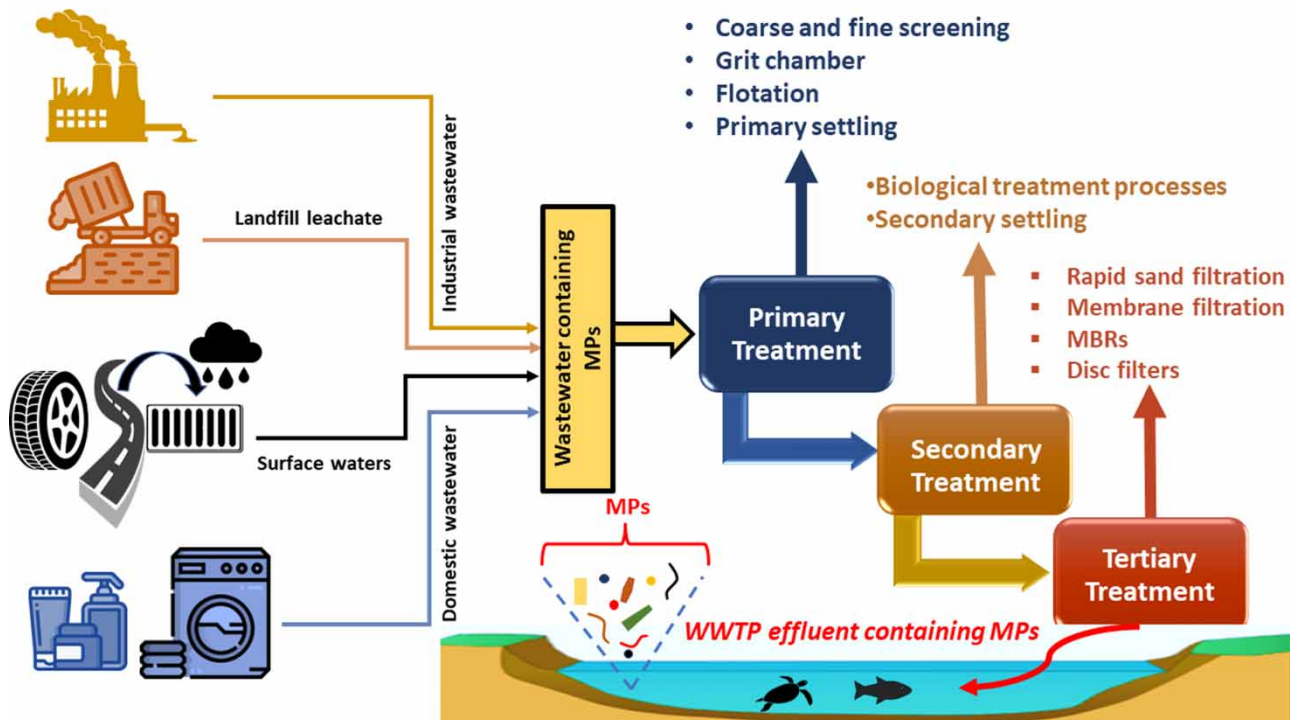 • Coarse and fine screening
• Grit chamber
• Flotation
• Primary settling
Industrial wastewater
Landfill leachate
•Biological treatment processes
•Secondary settling
▪ Rapid sand filtration
▪ Membrane filtration
▪ MBRs
▪ Disc filters
Wastewater containing
MPs
Primary
Treatment
Surface waters
Secondary
Treatment
Domestic wastewater
MPs
Tertiary
Treatment
WWTP effluent containing MPs